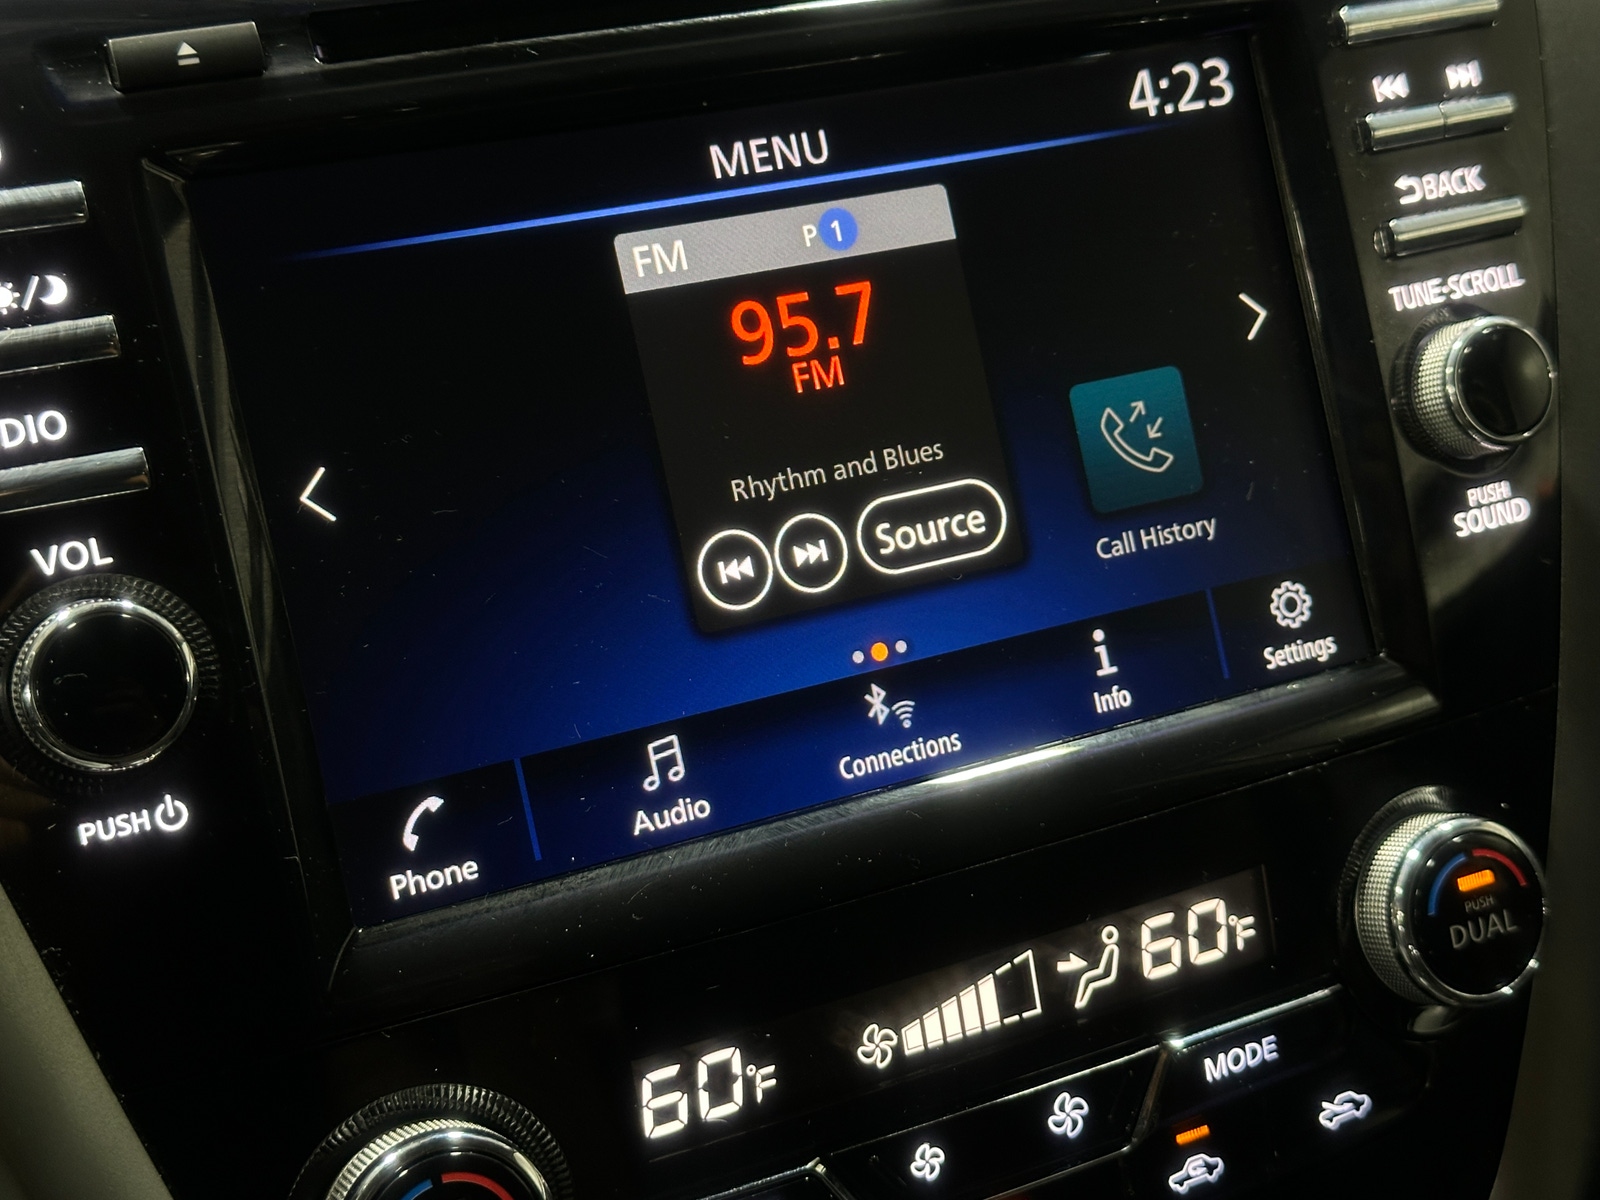 4:23
MENU
FM P 1
95.7
FM
Rhythm and Blues
Source
Call History
Phone
Audio
Connections
Info
Settings
DIO
VOL
PUSH
BACK
TUNE·SCROLL
PUSH
SOUND
60°F
60°F
PUSH
DUAL
MODE